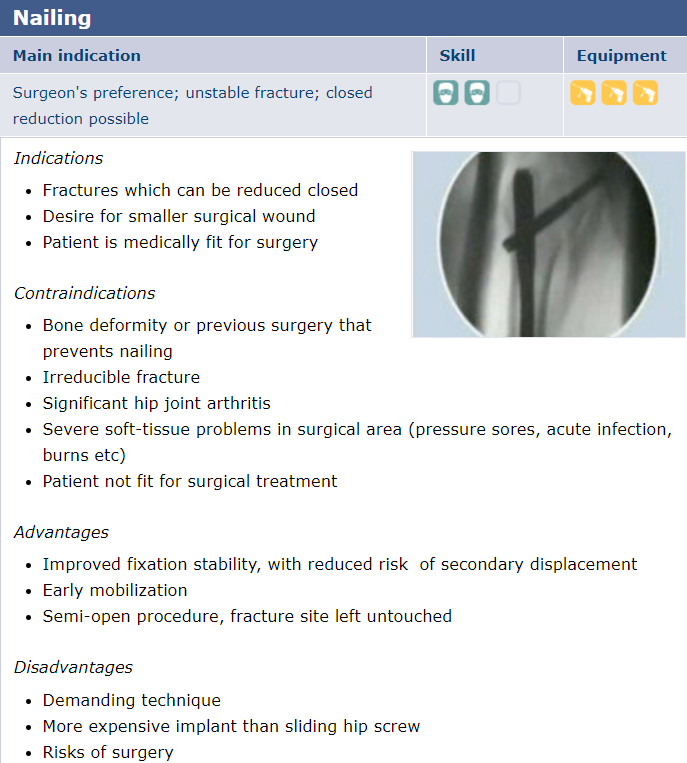 Nailing
Main indication Skill Equipment
Surgeon's preference; unstable fracture; closed
reduction possible
Indications
• Fractures which can be reduced closed
• Desire for smaller surgical wound
• Patient is medically fit for surgery
Contraindications
• Bone deformity or previous surgery that
prevents nailing
• Irreducible fracture
• Significant hip joint arthritis
• Severe soft-tissue problems in surgical area (pressure sores, acute infection,
burns etc)
• Patient not fit for surgical treatment
Advantages
• Improved fixation stability, with reduced risk of secondary displacement
• Early mobilization
• Semi-open procedure, fracture site left untouched
Disadvantages
• Demanding technique
• More expensive implant than sliding hip screw
• Risks of surgery